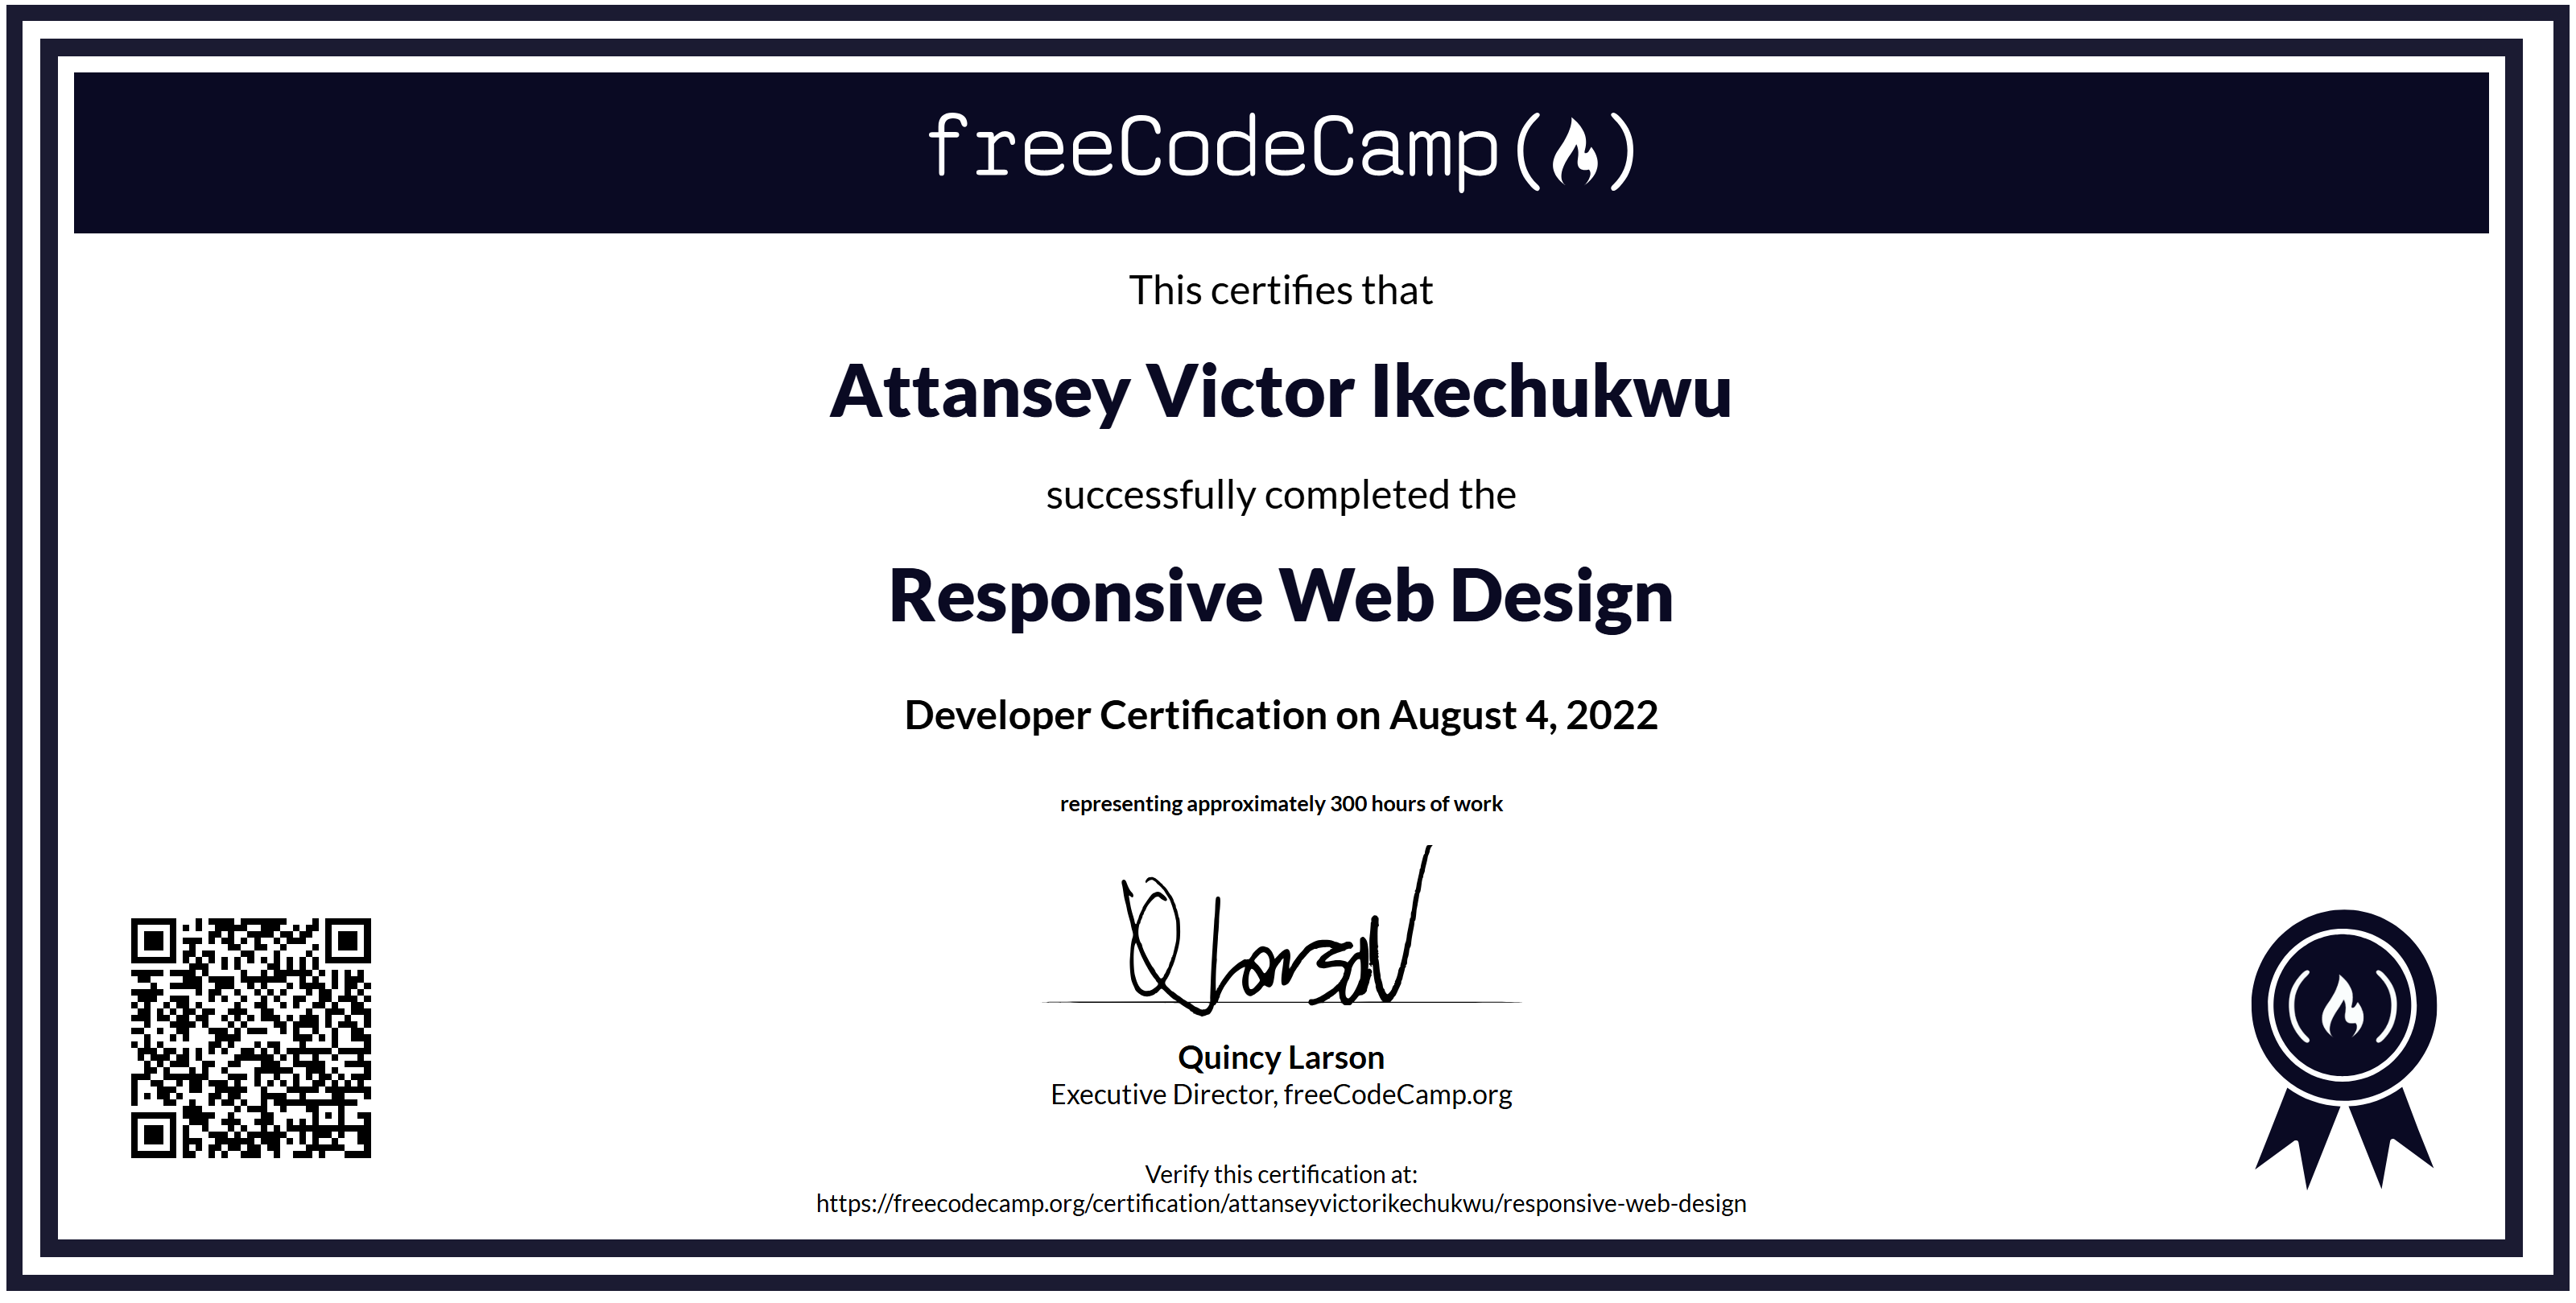 freeCodeCamp(🔥)
This certifies that
Attansey Victor Ikechukwu
successfully completed the
Responsive Web Design
Developer Certification on August 4, 2022
representing approximately 300 hours of work
Q Larson
Quincy Larson
Executive Director, freeCodeCamp.org
Verify this certification at:
https://freecodecamp.org/certification/attanseyvictorikechukwu/responsive-web-design